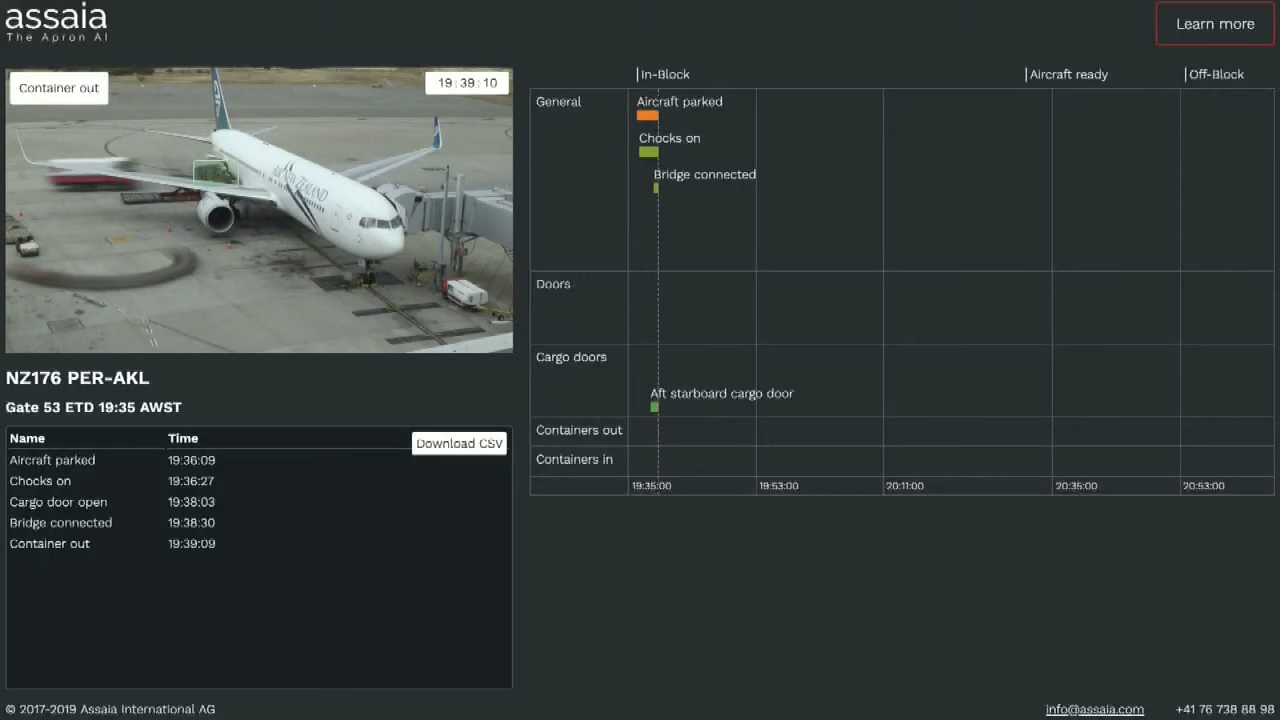 assaia
The Apron AI
Learn more
Container out
19:39:10
AIR NEW ZEALAND
NZ176 PER-AKL
Gate 53 ETD 19:35 AWST
Name Time
Download CSV
Aircraft parked 19:36:09
Chocks on 19:36:27
Cargo door open 19:38:03
Bridge connected 19:38:30
Container out 19:39:09
In-Block Aircraft ready Off-Block
General
Aircraft parked
Chocks on
Bridge connected
Doors
Cargo doors
Aft starboard cargo door
Containers out
Containers in
19:35:00 19:53:00 20:11:00 20:35:00 20:53:00
© 2017-2019 Assaia International AG
info@assaia.com +41 76 738 88 98